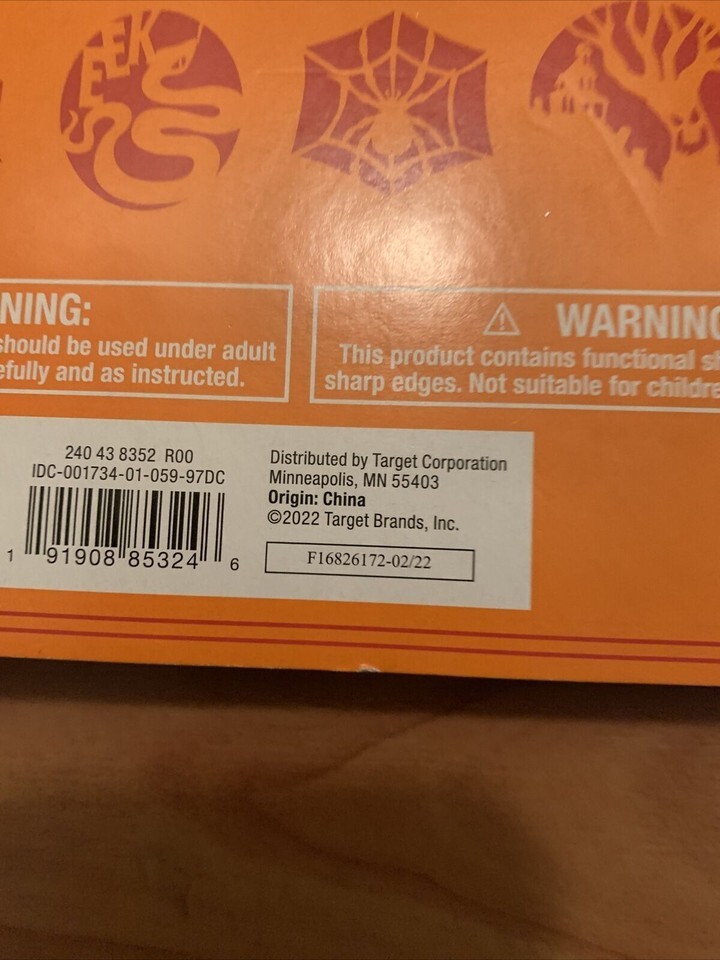 EEK
NING:
should be used under adult
efully and as instructed.
WARNING
This product contains functional s
sharp edges. Not suitable for childre
240 43 8352 R00
IDC-001734-01-059-97DC
1 91908 85324 6
Distributed by Target Corporation
Minneapolis, MN 55403
Origin: China
©2022 Target Brands, Inc.
F16826172-02/22